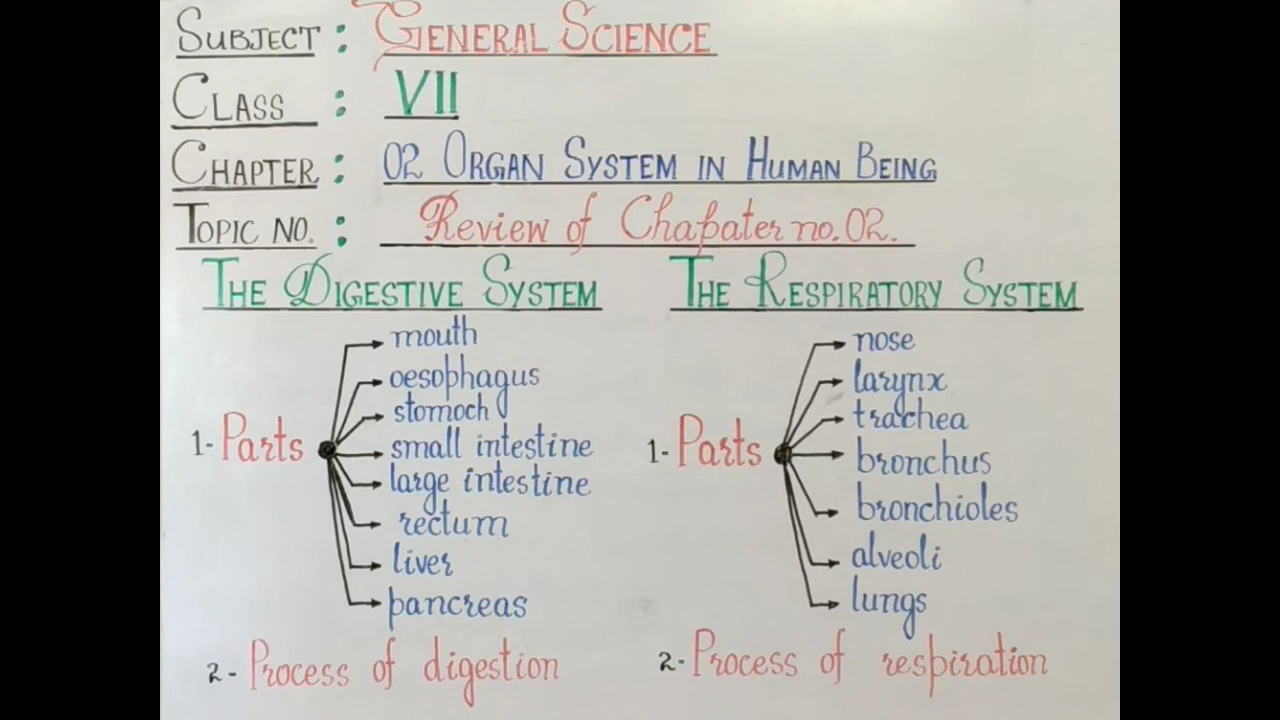 SUBJECT : GENERAL SCIENCE
CLASS : VII
CHAPTER : 02 ORGAN SYSTEM IN HUMAN BEING
TOPIC NO. : Review of Chapater no. 02.
THE DIGESTIVE SYSTEM
1- Parts
mouth
oesophagus
stomoch
small intestine
large intestine
rectum
liver
pancreas
2- Process of digestion
THE RESPIRATORY SYSTEM
1- Parts
nose
larynx
trachea
bronchus
bronchioles
alveoli
lungs
2- Process of respiration